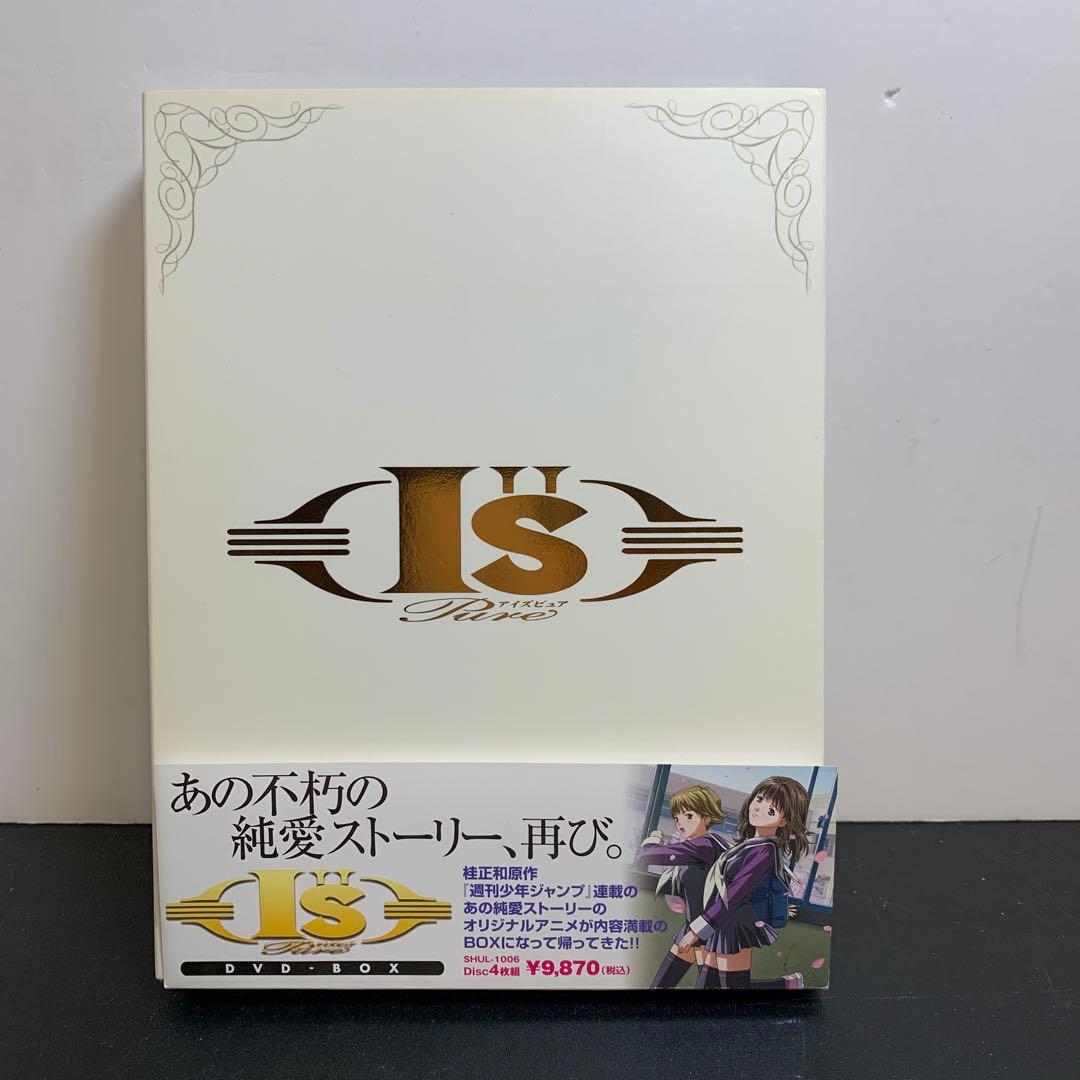 I"s
アイズピュア
Pure
あの不朽の
純愛ストーリー、再び。
I"s
Pure
DVD-BOX
桂正和原作
『週刊少年ジャンプ』連載の
あの純愛ストーリーの
オリジナルアニメが内容満載の
BOXになって帰ってきた!!
SHUL-1006
Disc4枚組 ¥9,870(税込)